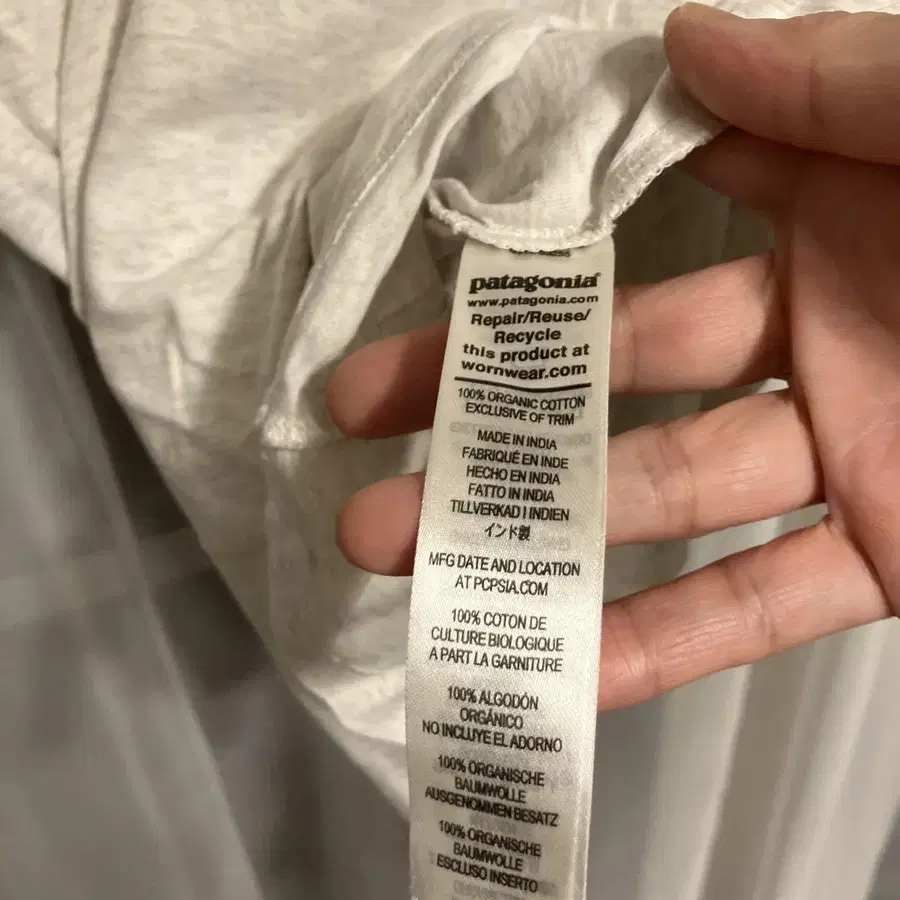 patagonia®
www.patagonia.com
Repair/Reuse/
Recycle
this product at
wornwear.com
100% ORGANIC COTTON
EXCLUSIVE OF TRIM
MADE IN INDIA
FABRIQUÉ EN INDE
HECHO EN INDIA
FATTO IN INDIA
TILLVERKAD I INDIEN
インド製
MFG DATE AND LOCATION
AT PCPSIA.COM
100% COTON DE
CULTURE BIOLOGIQUE
A PART LA GARNITURE
100% ALGODÓN
ORGÁNICO
NO INCLUYE EL ADORNO
100% ORGANISCHE
BAUMWOLLE
AUSGENOMMEN BESATZ
100% ORGANISCHE
BAUMWOLLE
ESCLUSO INSERTO